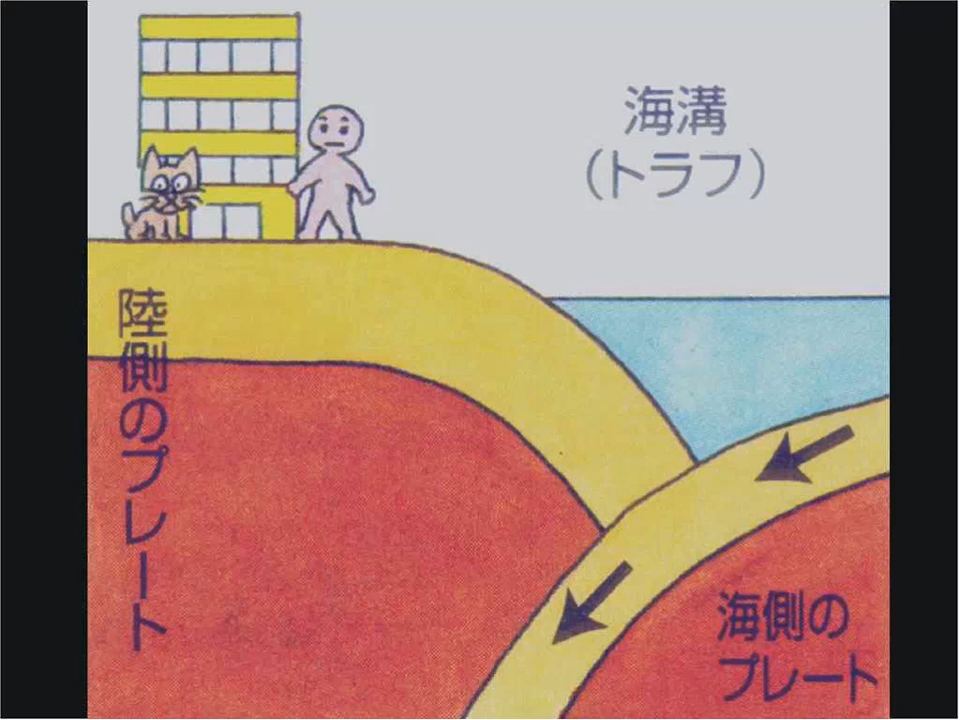 海溝
(トラフ)
陸側のプレート
海側の
プレート